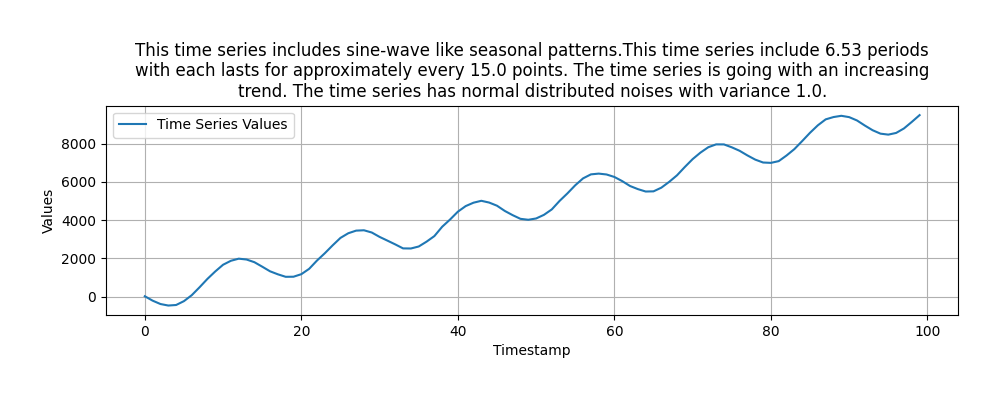 This time series includes sine-wave like seasonal patterns.This time series include 6.53 periods
with each lasts for approximately every 15.0 points. The time series is going with an increasing
trend. The time series has normal distributed noises with variance 1.0.
Time Series Values
8000
6000
4000
2000
0
Values
0 20 40 60 80 100
Timestamp